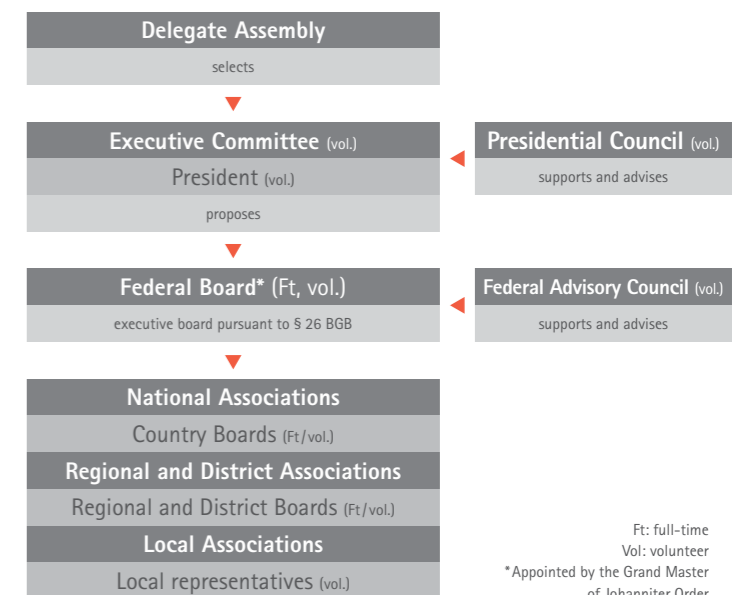 Delegate Assembly
selects
Executive Committee (vol.)
President (vol.)
proposes
Presidential Council (vol.)
supports and advises
Federal Board* (Ft, vol.)
executive board pursuant to § 26 BGB
Federal Advisory Council (vol.)
supports and advises
National Associations
Country Boards (Ft/vol.)
Regional and District Associations
Regional and District Boards (Ft/vol.)
Local Associations
Local representatives (vol.)
Ft: full-time
Vol: volunteer
*Appointed by the Grand Master
of Johanniter Order